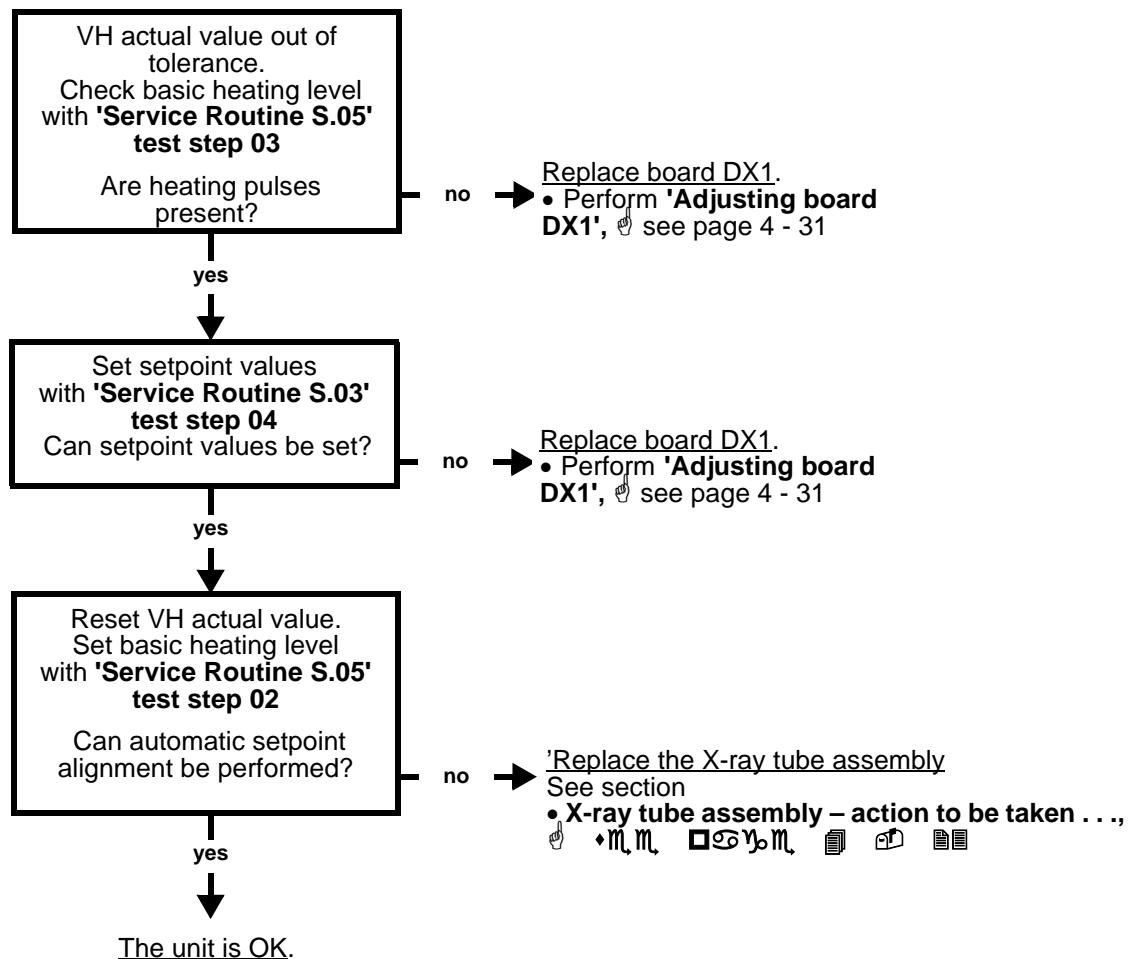 VH actual value out of
tolerance.
Check basic heating level
with 'Service Routine S.05'
test step 03
Are heating pulses
present?
no
Replace board DX1.
• Perform 'Adjusting board
DX1', ☝ see page 4 - 31
yes
Set setpoint values
with 'Service Routine S.03'
test step 04
Can setpoint values be set?
no
Replace board DX1.
• Perform 'Adjusting board
DX1', ☝ see page 4 - 31
yes
Reset VH actual value.
Set basic heating level
with 'Service Routine S.05'
test step 02
Can automatic setpoint
alignment be performed?
no
’Replace the X-ray tube assembly
See section
• X-ray tube assembly – action to be taken . . .,
☝ ⬧♏♏ ◻♋♑♏ 🗐 📫 🖹🗏
yes
The unit is OK.